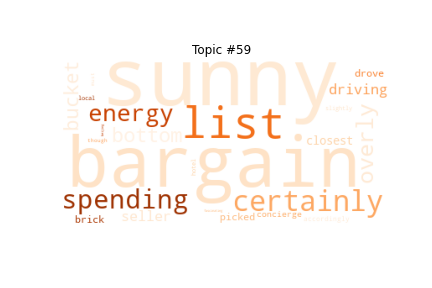 Topic #59
sunny
bucket
drove
driving
local
energy
list
overly
bottom
closest
though
bargain
hotel
spending
certainly
seller
picked
concierge
brick